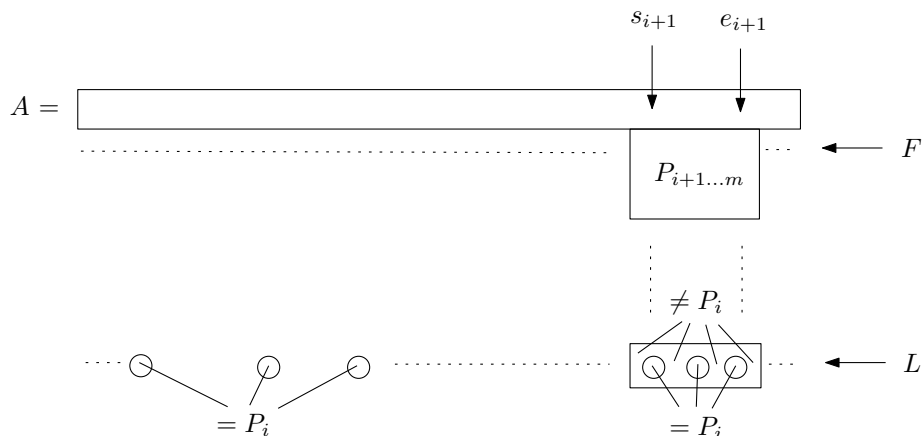 s_{i+1} e_{i+1}
A =
F
P_{i+1...m}
≠ P_i
L
= P_i
= P_i